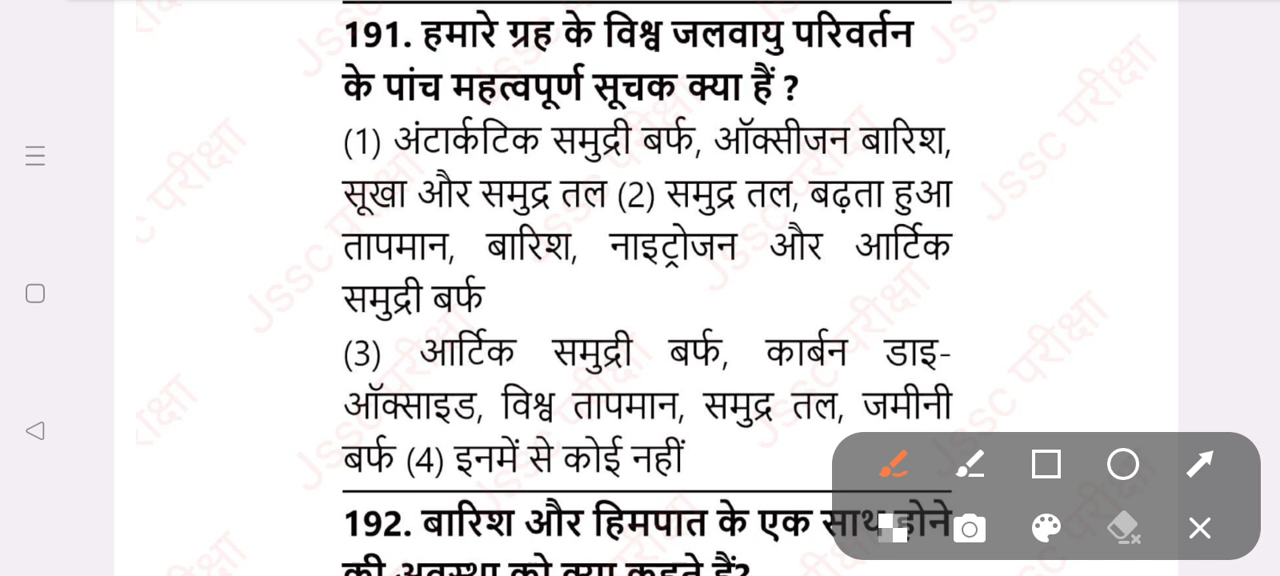 191. हमारे ग्रह के विश्व जलवायु परिवर्तन
के पांच महत्वपूर्ण सूचक क्या हैं ?
(1) अंटार्कटिक समुद्री बर्फ, ऑक्सीजन बारिश,
सूखा और समुद्र तल (2) समुद्र तल, बढ़ता हुआ
तापमान, बारिश, नाइट्रोजन और आर्टिक
समुद्री बर्फ
(3) आर्टिक समुद्री बर्फ, कार्बन डाइ-
ऑक्साइड, विश्व तापमान, समुद्र तल, जमीनी
बर्फ (4) इनमें से कोई नहीं
192. बारिश और हिमपात के एक साथ होने
की अवस्था को क्या कहते हैं?